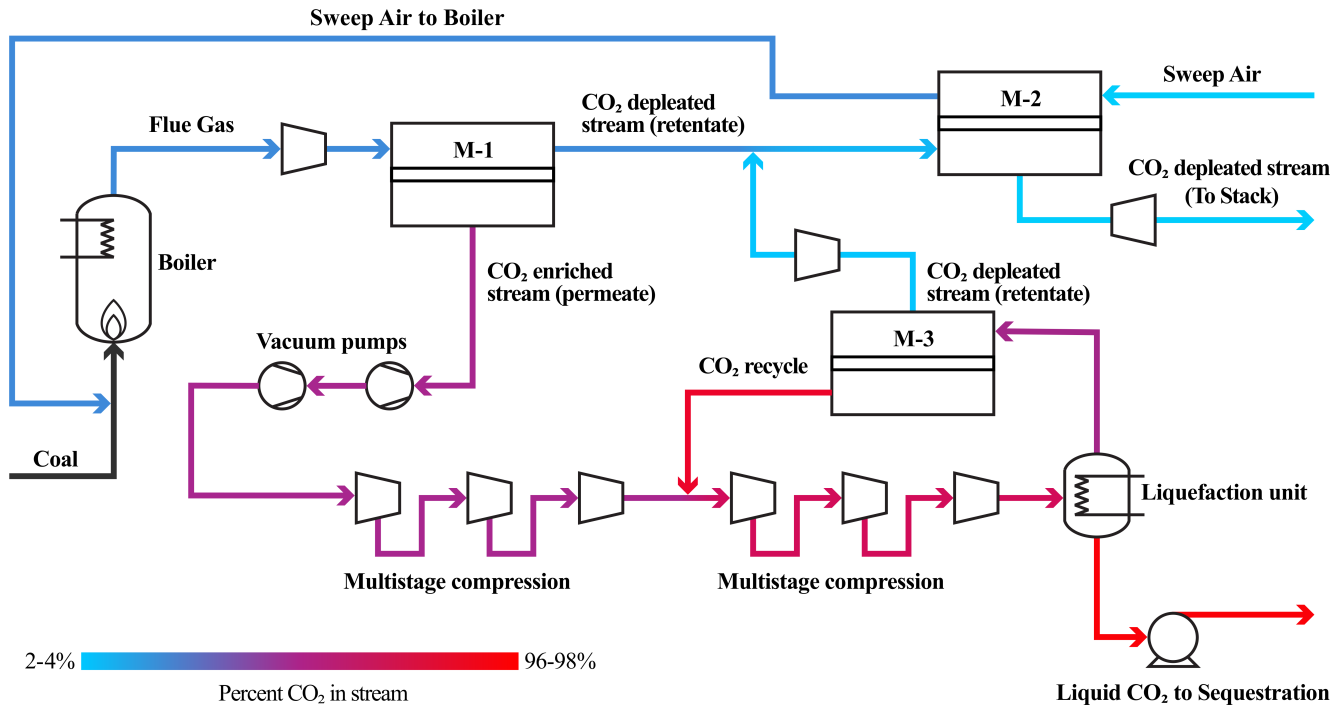 Sweep Air to Boiler
Sweep Air
M-2
CO₂ depleated
stream (retentate)
Flue Gas
M-1
CO₂ depleated stream
(To Stack)
Boiler
CO₂ enriched
stream (permeate)
CO₂ depleated
stream (retentate)
M-3
Vacuum pumps
CO₂ recycle
Coal
Liquefaction unit
Multistage compression
Multistage compression
2-4%
96-98%
Percent CO₂ in stream
Liquid CO₂ to Sequestration